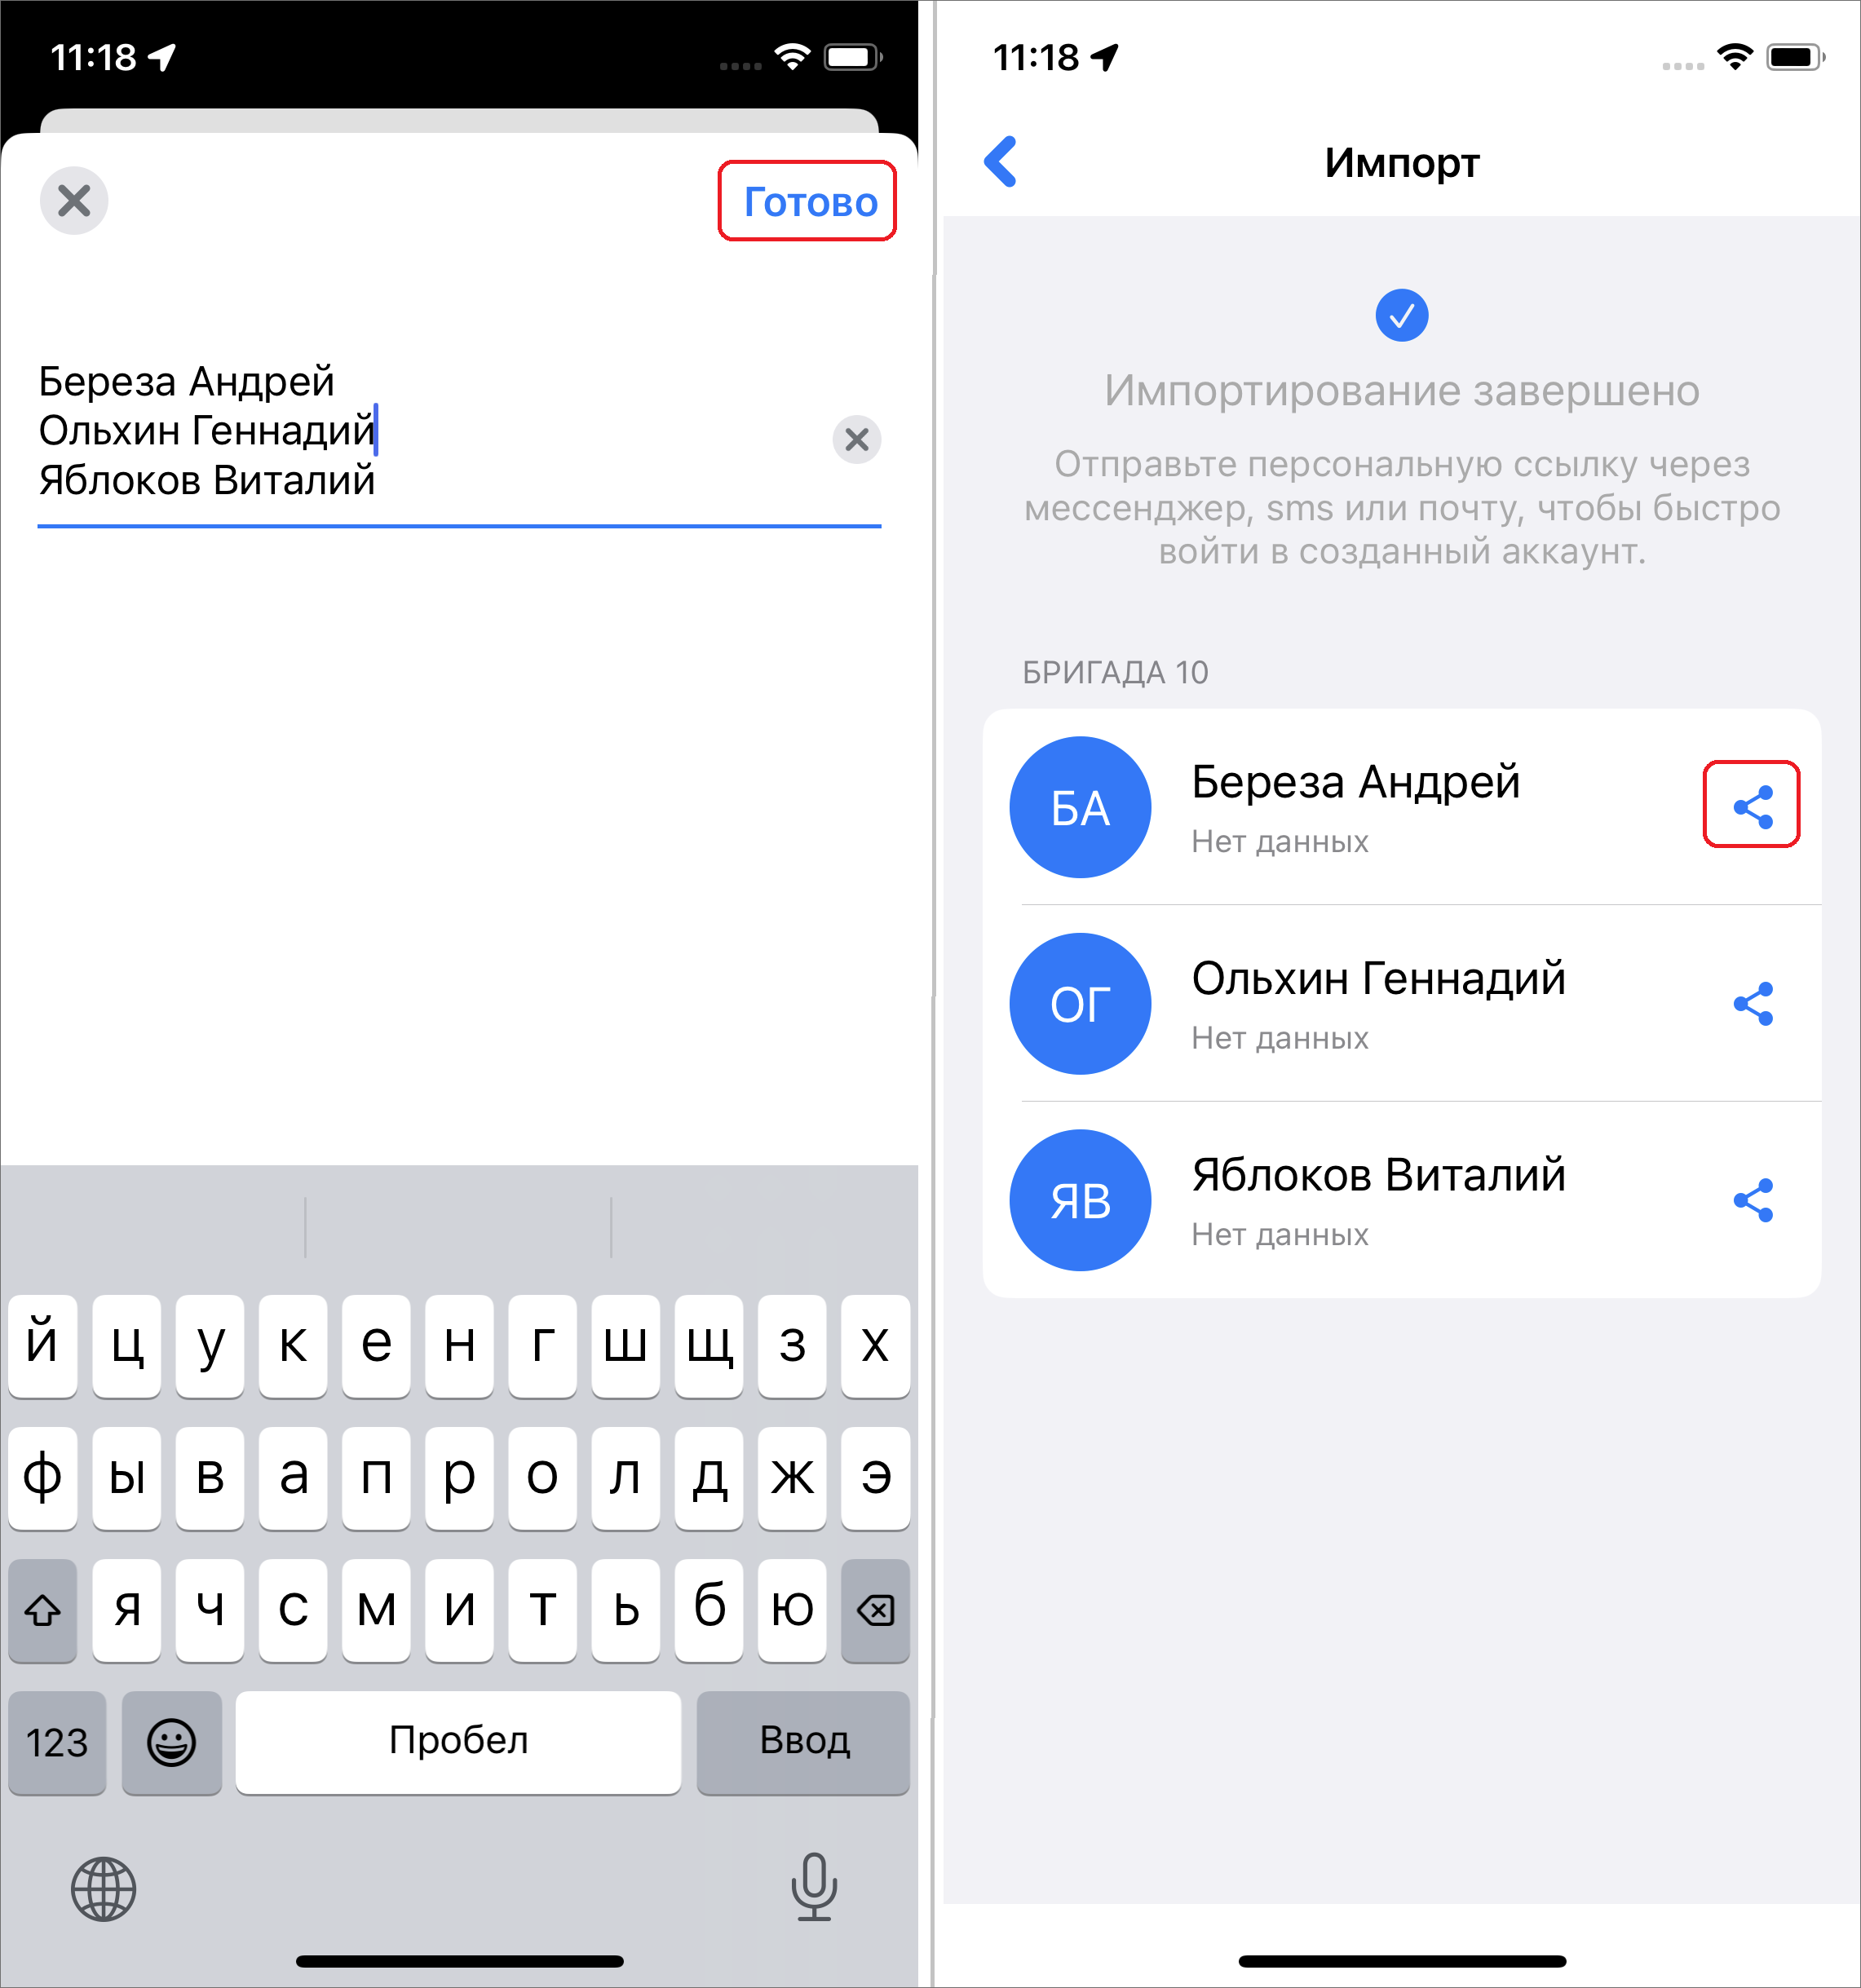 11:18
Готово
Береза Андрей
Ольхин Геннадий
Яблоков Виталий
й ц у к е н г ш щ з х
ф ы в а п р о л д ж э
я ч с м и т ь б ю
123 Пробел Ввод
11:18
Импорт
Импортирование завершено
Отправьте персональную ссылку через
мессенджер, sms или почту, чтобы быстро
войти в созданный аккаунт.
БРИГАДА 10
БА
Береза Андрей
Нет данных
ОГ
Ольхин Геннадий
Нет данных
ЯВ
Яблоков Виталий
Нет данных